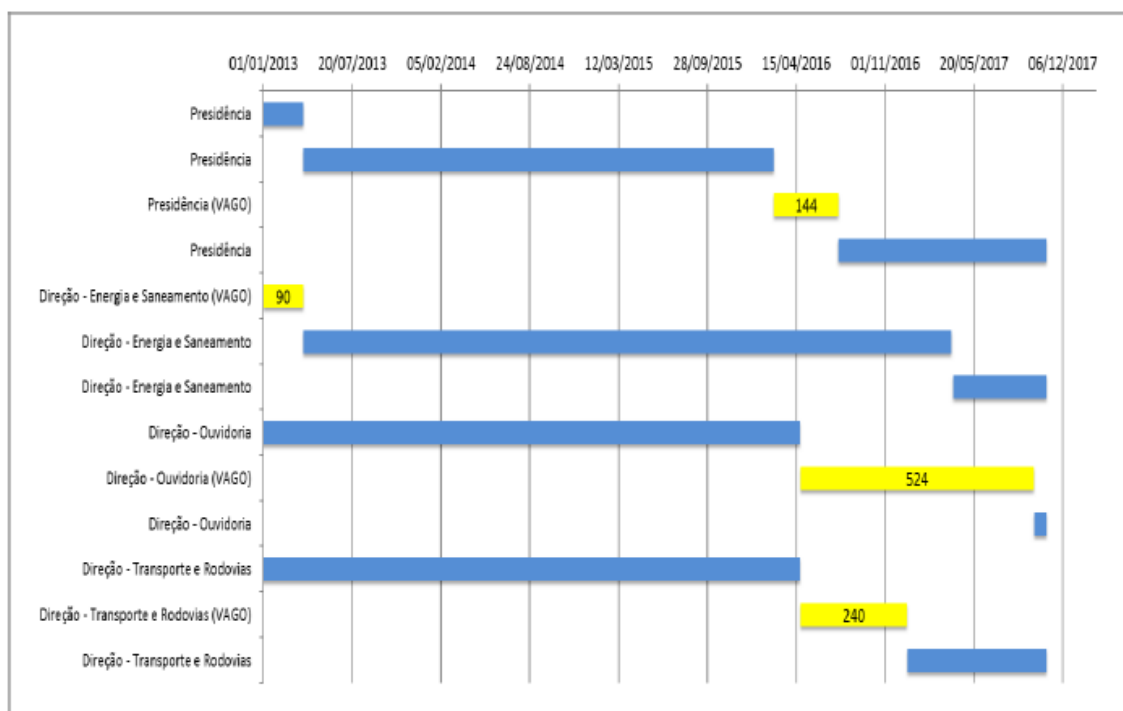 01/01/2013 20/07/2013 05/02/2014 24/08/2014 12/03/2015 28/09/2015 15/04/2016 01/11/2016 20/05/2017 06/12/2017
Presidência
Presidência
Presidência (VAGO) 144
Presidência
Direção - Energia e Saneamento (VAGO) 90
Direção - Energia e Saneamento
Direção - Energia e Saneamento
Direção - Ouvidoria
Direção - Ouvidoria (VAGO) 524
Direção - Ouvidoria
Direção - Transporte e Rodovias
Direção - Transporte e Rodovias (VAGO) 240
Direção - Transporte e Rodovias